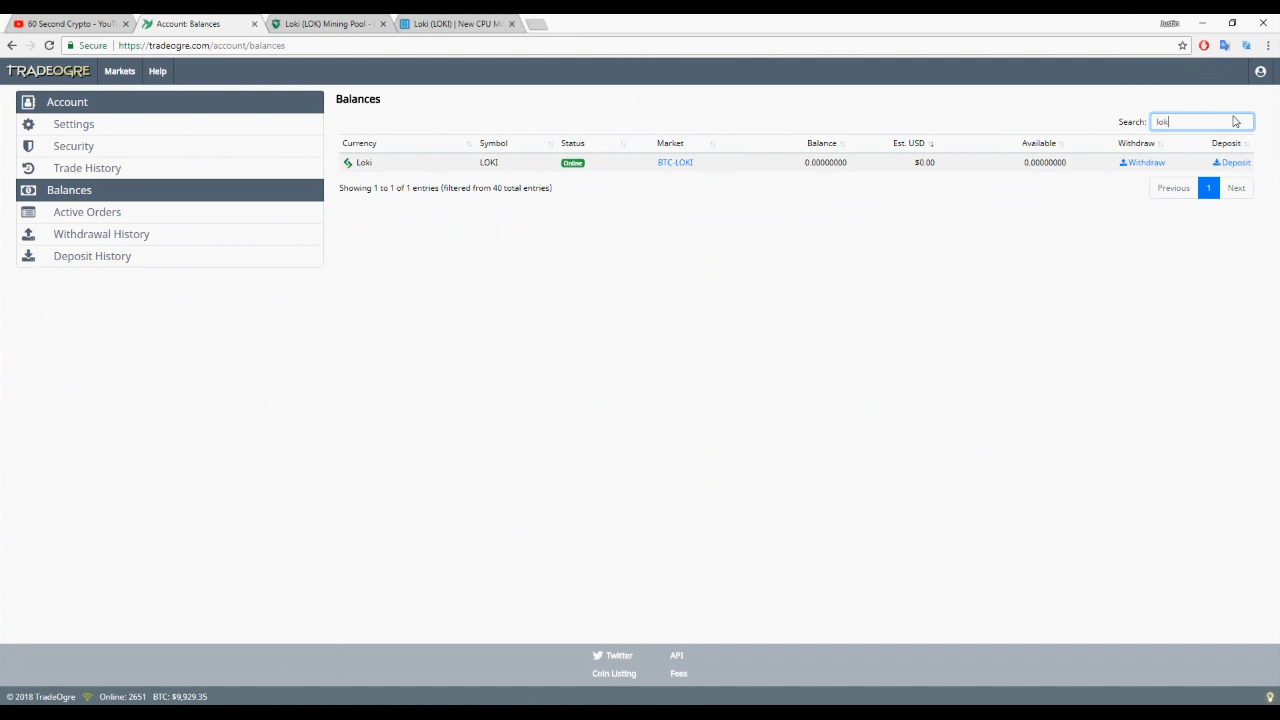 60 Second Crypto - YouT
Account: Balances
Loki (LOK) Mining Pool -
Loki (LOKI) | New CPU M
Justin
Secure https://tradeogre.com/account/balances
TRADEOGRE Markets Help
Account
Settings
Security
Trade History
Balances
Active Orders
Withdrawal History
Deposit History
Balances
Search: lok
Currency Symbol Status Market Balance Est. USD Available Withdraw Deposit
Loki LOKI Online BTC-LOKI 0.00000000 $0.00 0.00000000 Withdraw Deposit
Showing 1 to 1 of 1 entries (filtered from 40 total entries)
Previous 1 Next
Twitter API
Coin Listing Fees
© 2018 TradeOgre Online: 2651 BTC: $9,929.35